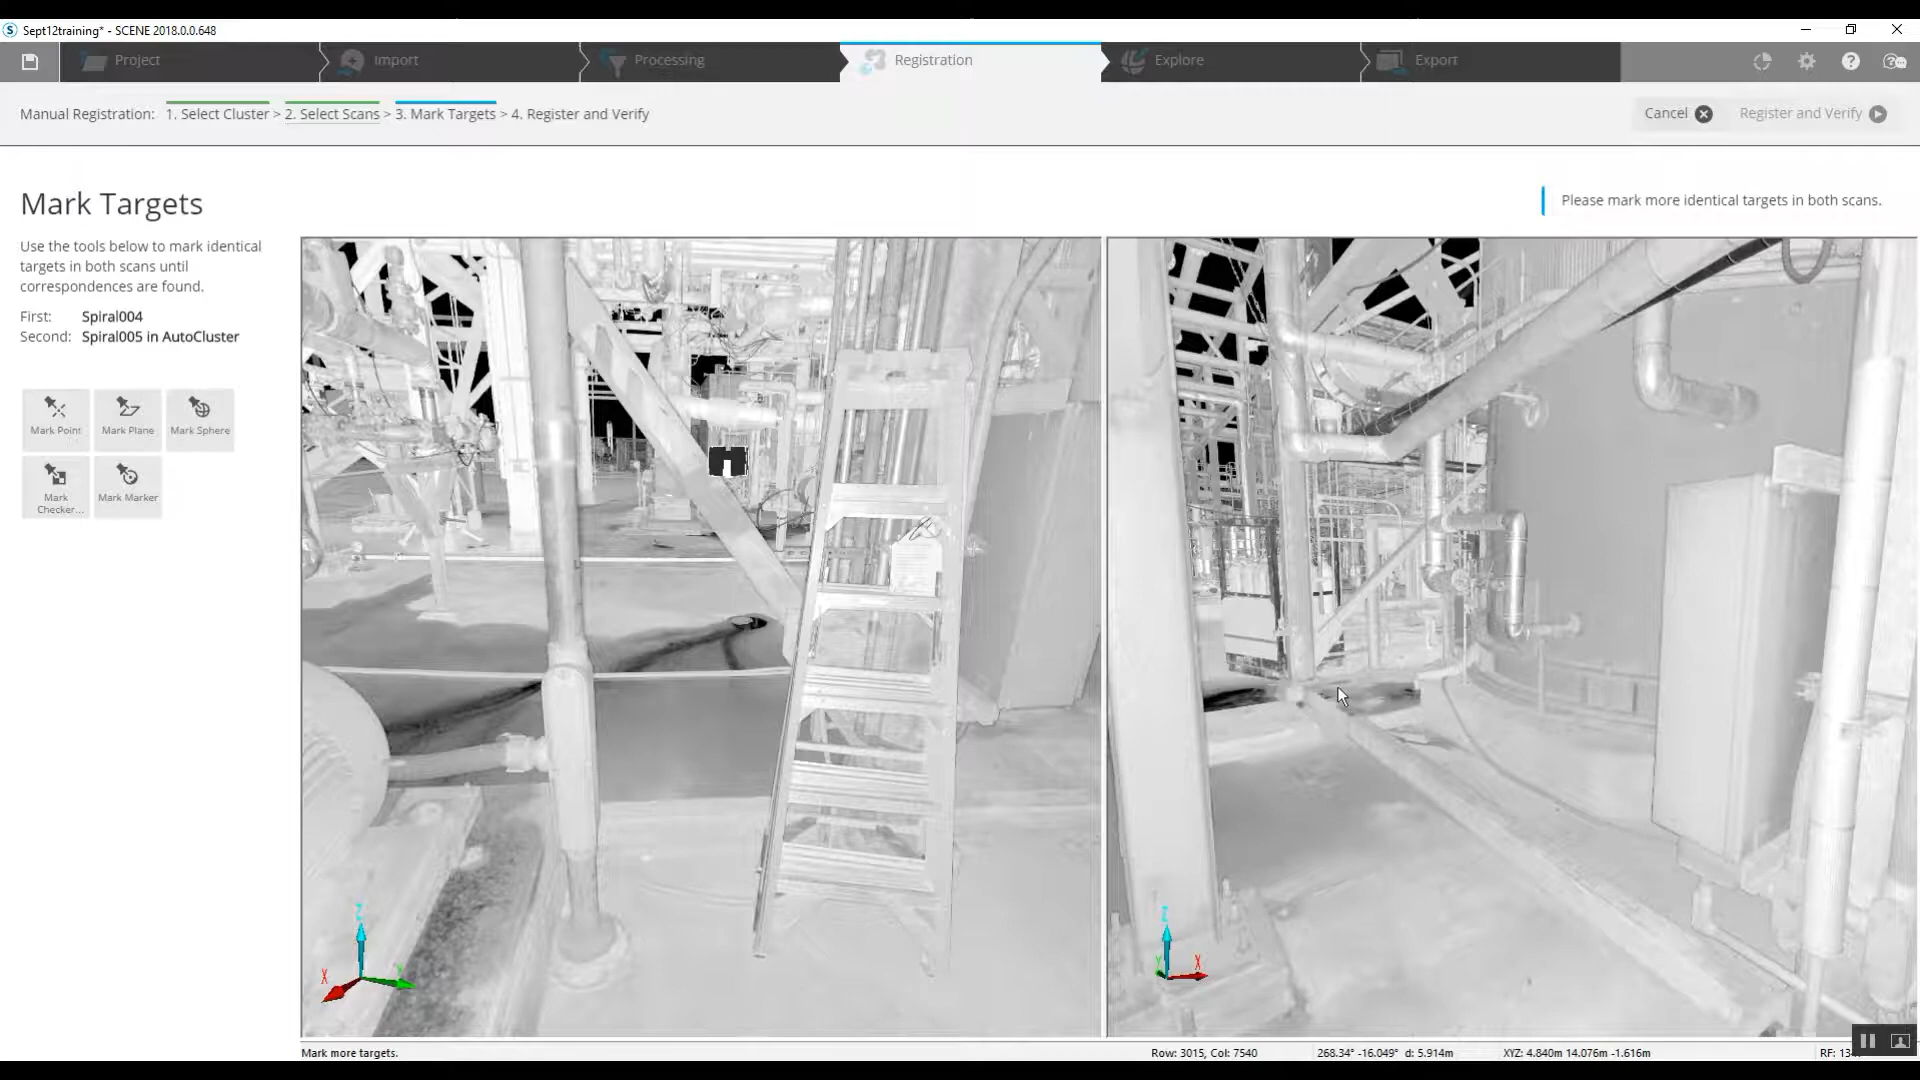 Sept12training* - SCENE 2018.0.0.648
Project
Import
Processing
Registration
Explore
Export
Manual Registration: 1. Select Cluster > 2. Select Scans > 3. Mark Targets > 4. Register and Verify
Cancel
Register and Verify
Mark Targets
Please mark more identical targets in both scans.
Use the tools below to mark identical
targets in both scans until
correspondences are found.
First: Spiral004
Second: Spiral005 in AutoCluster
Mark Point
Mark Plane
Mark Sphere
Mark
Checker...
Mark Marker
Z
X
Y
Z
Y
X
Mark more targets.
Row: 3015, Col: 7540
268.34° -16.049° d: 5.914m
XYZ: 4.840m 14.076m -1.616m
RF: